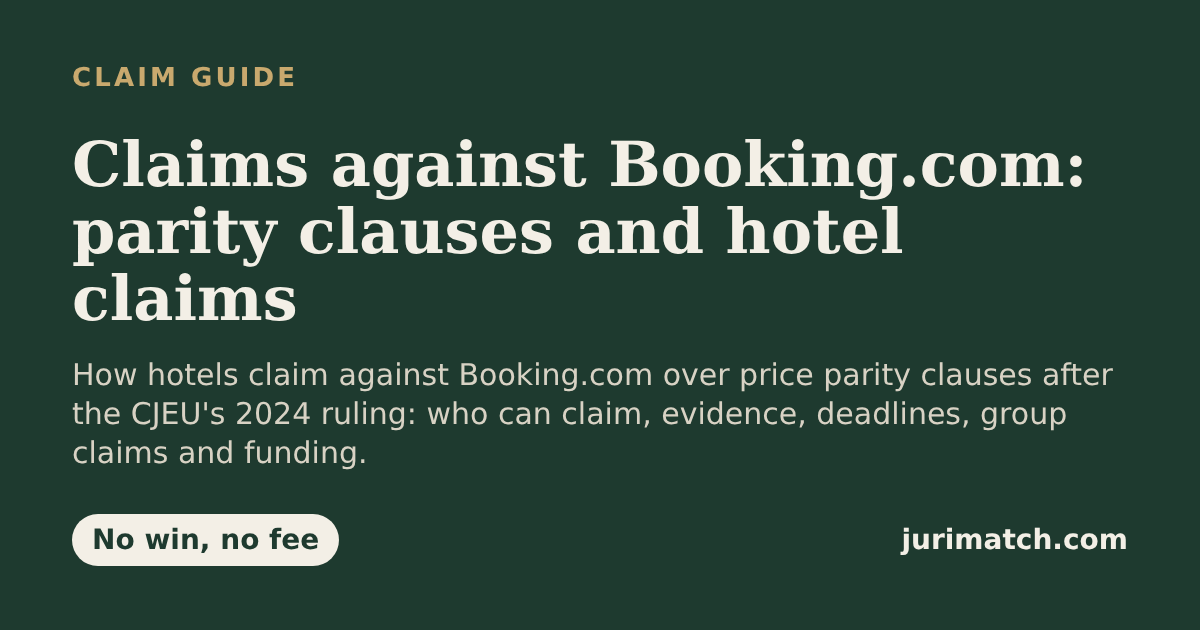 CLAIM GUIDE
Claims against Booking.com:
parity clauses and hotel
claims
How hotels claim against Booking.com over price parity clauses after
the CJEU's 2024 ruling: who can claim, evidence, deadlines, group
claims and funding.
No win, no fee
jurimatch.com